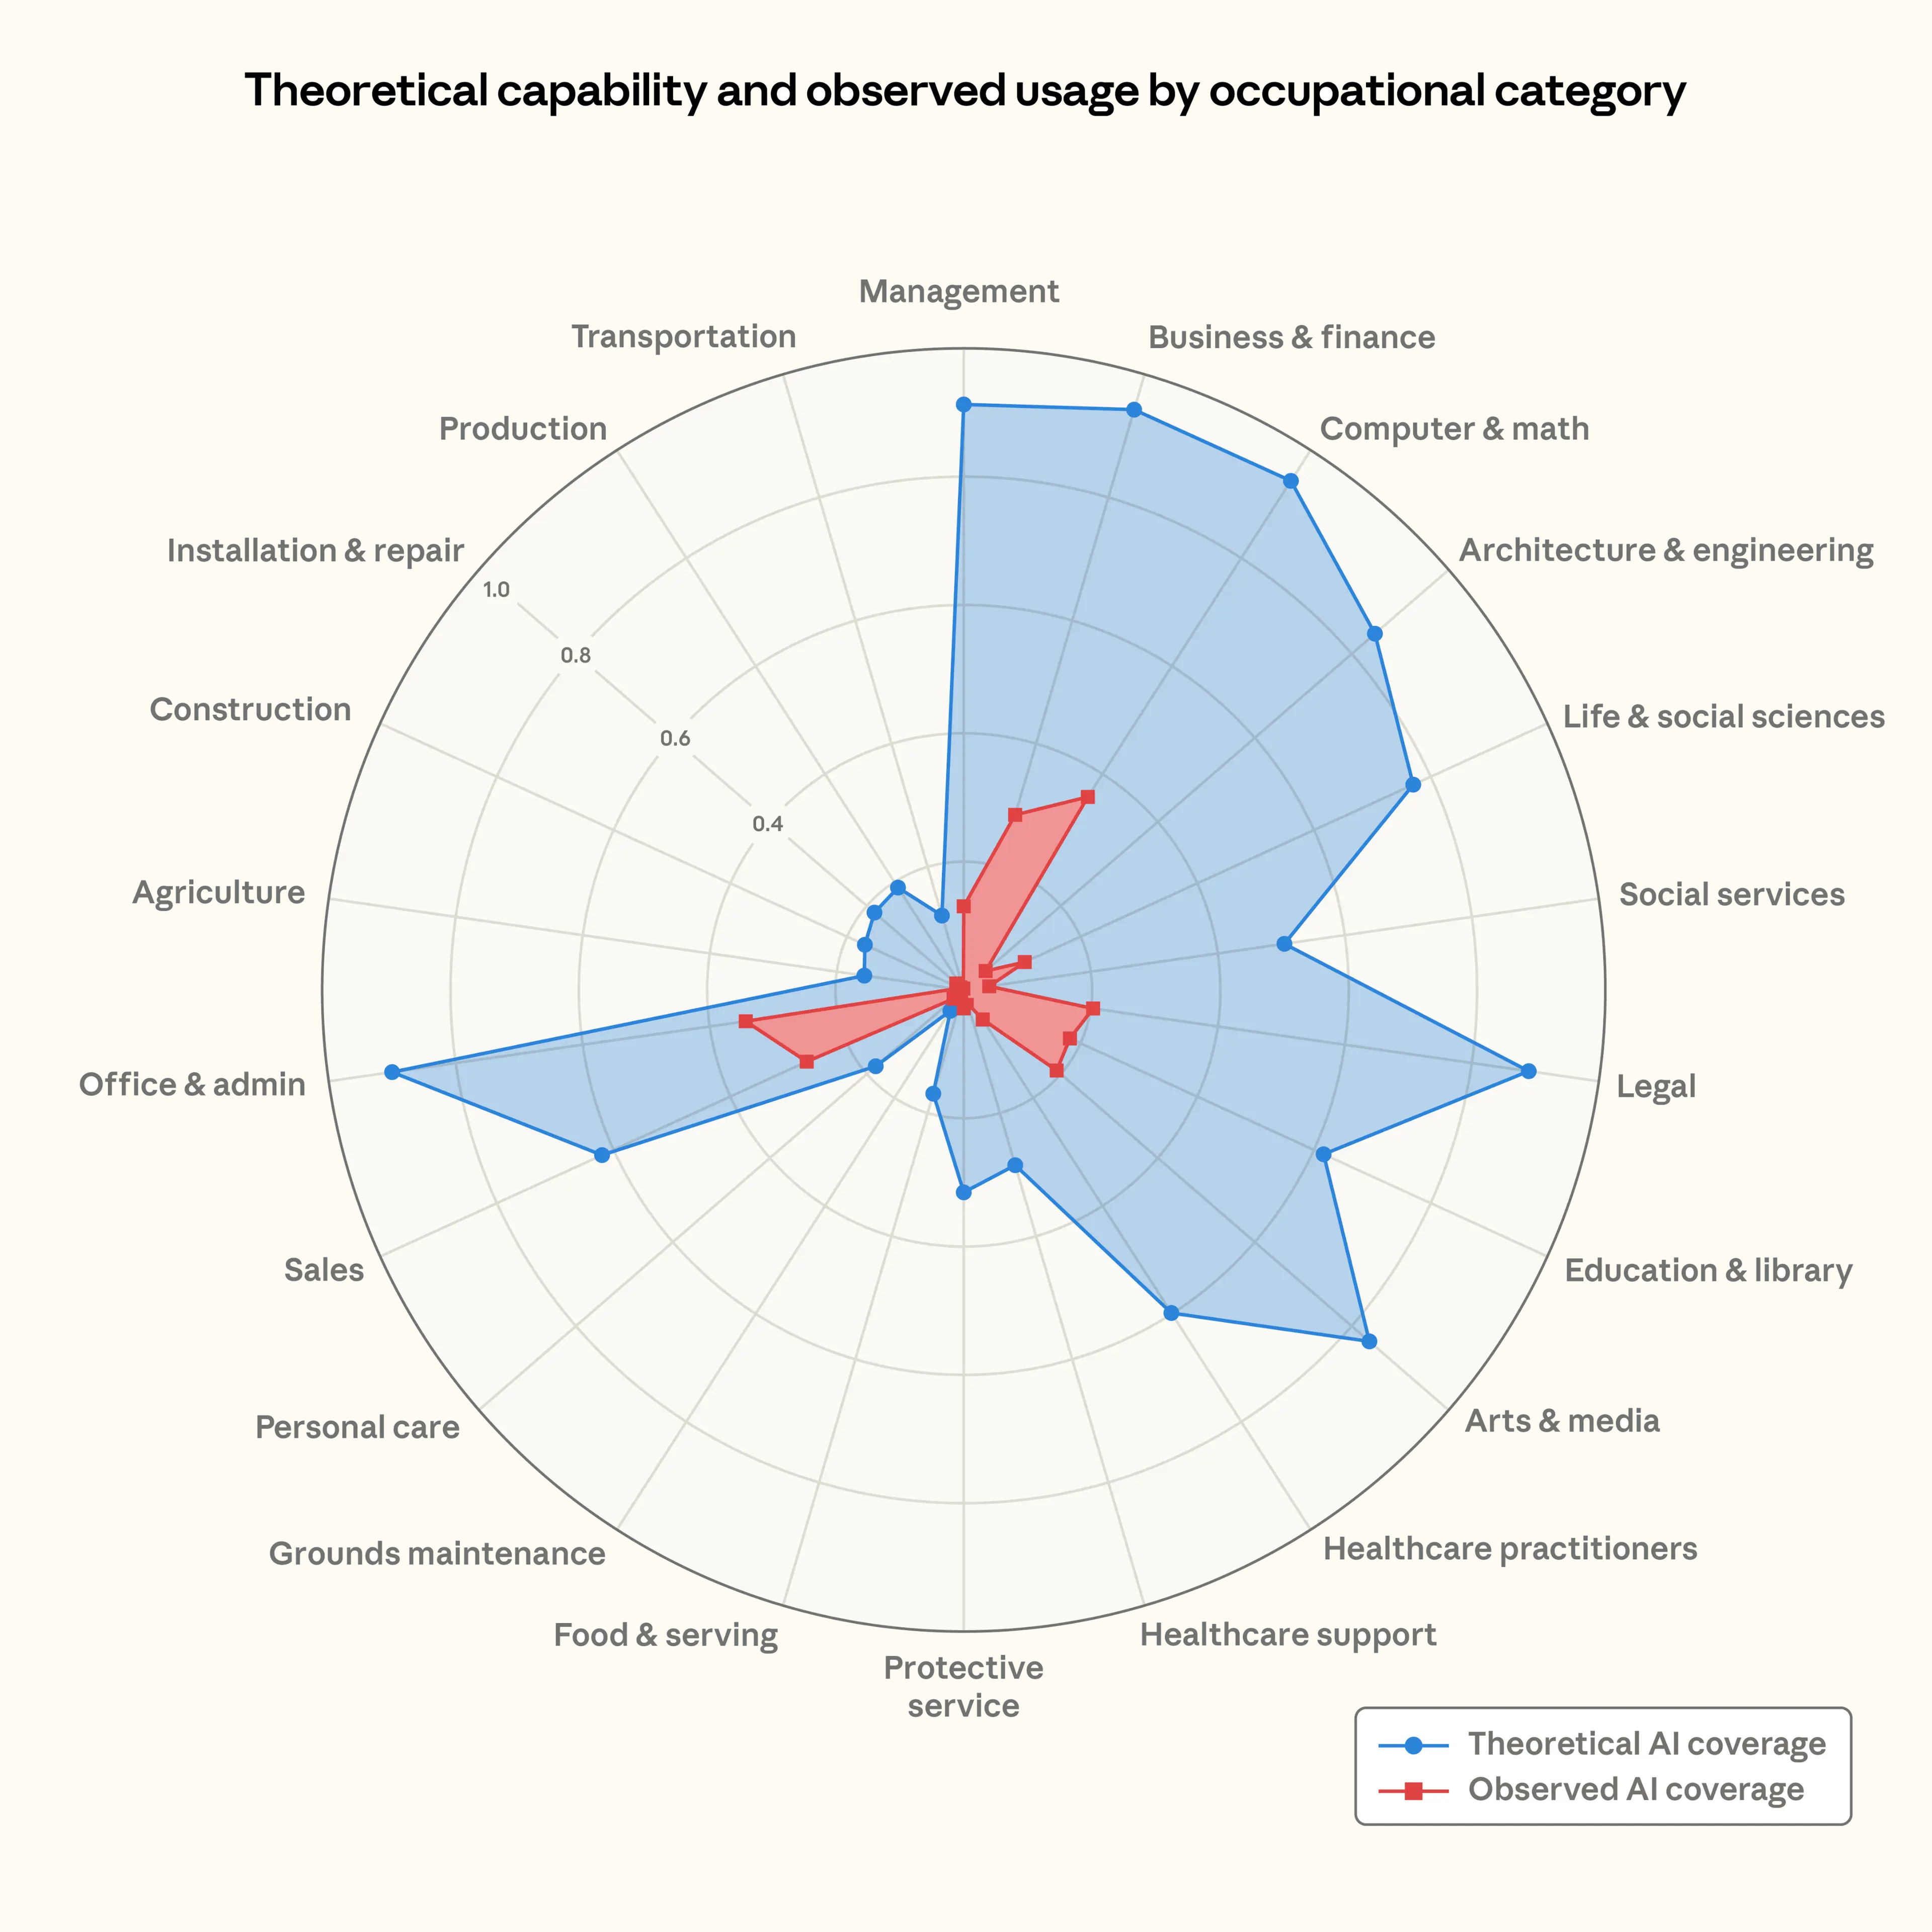 Theoretical capability and observed usage by occupational category
Management
Business & finance
Computer & math
Architecture & engineering
Life & social sciences
Social services
Legal
Education & library
Arts & media
Healthcare practitioners
Healthcare support
Protective
service
Food & serving
Grounds maintenance
Personal care
Sales
Office & admin
Agriculture
Construction
Installation & repair
Production
Transportation
1.0
0.8
0.6
0.4
Theoretical AI coverage
Observed AI coverage